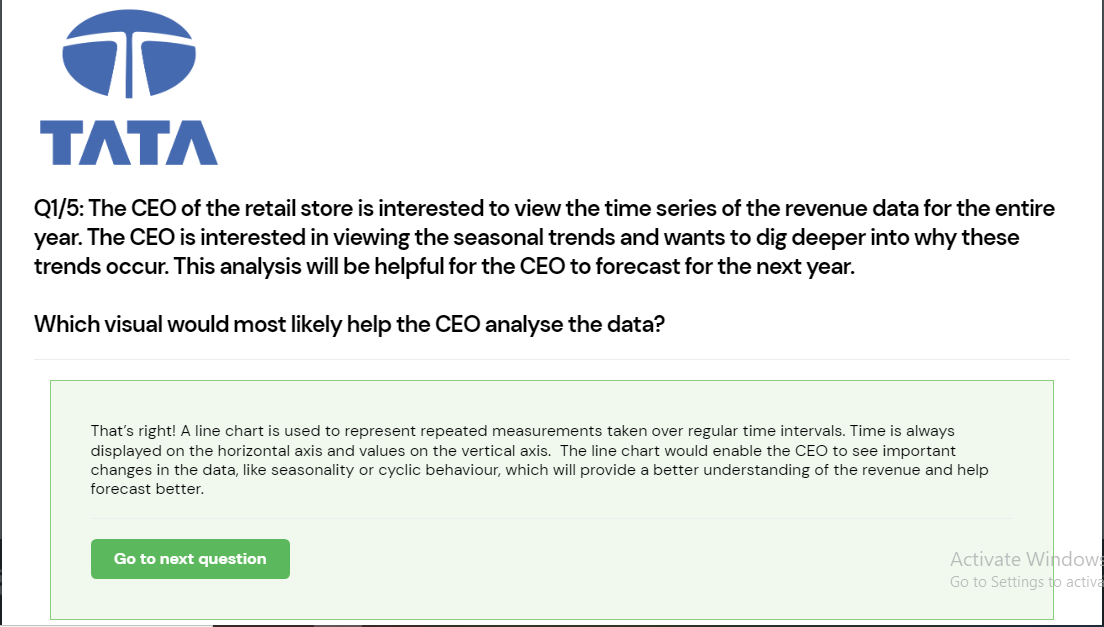 TATA
Q1/5: The CEO of the retail store is interested to view the time series of the revenue data for the entire
year. The CEO is interested in viewing the seasonal trends and wants to dig deeper into why these
trends occur. This analysis will be helpful for the CEO to forecast for the next year.
Which visual would most likely help the CEO analyse the data?
That's right! A line chart is used to represent repeated measurements taken over regular time intervals. Time is always
displayed on the horizontal axis and values on the vertical axis.  The line chart would enable the CEO to see important
changes in the data, like seasonality or cyclic behaviour, which will provide a better understanding of the revenue and help
forecast better.
Go to next question
Activate Windows
Go to Settings to activa